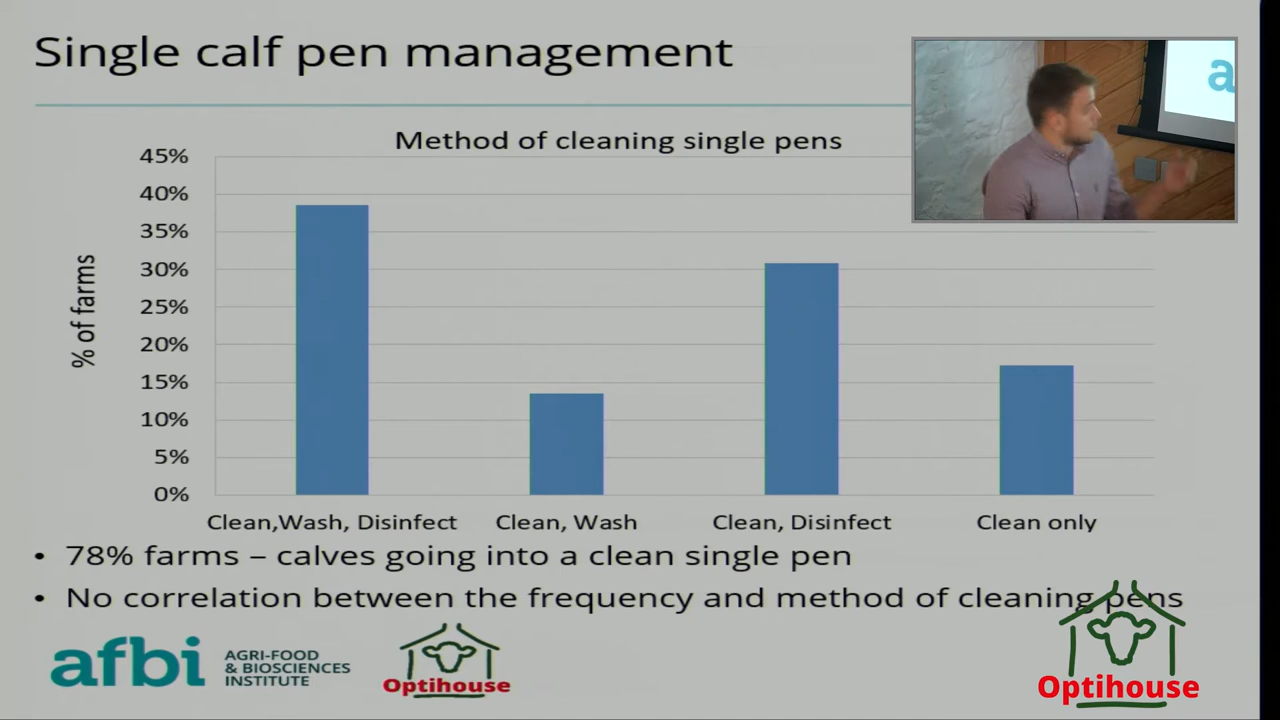 Single calf pen management
Method of cleaning single pens
45%
40%
35%
30%
25%
20%
15%
10%
5%
0%
% of farms
Clean,Wash, Disinfect
Clean, Wash
Clean, Disinfect
Clean only
• 78% farms – calves going into a clean single pen
• No correlation between the frequency and method of cleaning pens
afbi
AGRI-FOOD
& BIOSCIENCES
INSTITUTE
Optihouse
Optihouse
a